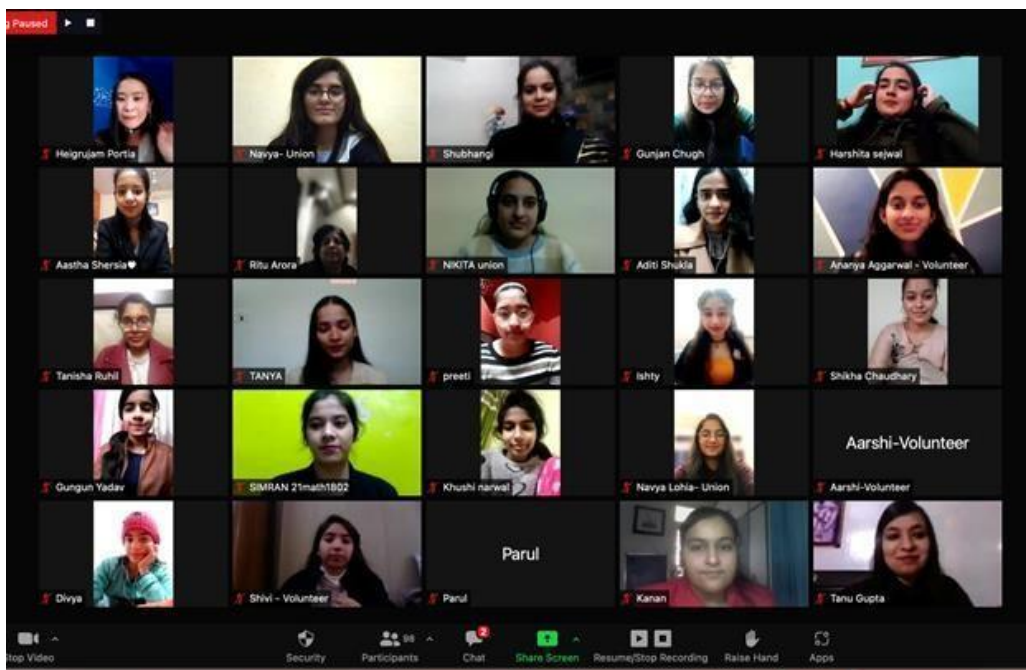 g Paused
Heigrujam Portia
Navya- Union
Shubhangi
Gunjan Chugh
Harshita sejwal
Aastha Shersia♥
Ritu Arora
NIKITA union
Aditi Shukla
Ananya Aggarwal - Volunteer
Tanisha Ruhil
TANYA
preeti
Ishty
Shikha Chaudhary
Gungun Yadav
SIMRAN 21math1802
Khushi narwal
Navya Lohia- Union
Aarshi-Volunteer
Aarshi-Volunteer
Divya
Shivi - Volunteer
Parul
Parul
Kanan
Tanu Gupta
98
2
Stop Video
Security
Participants
Chat
Share Screen
Resume/Stop Recording
Raise Hand
Apps